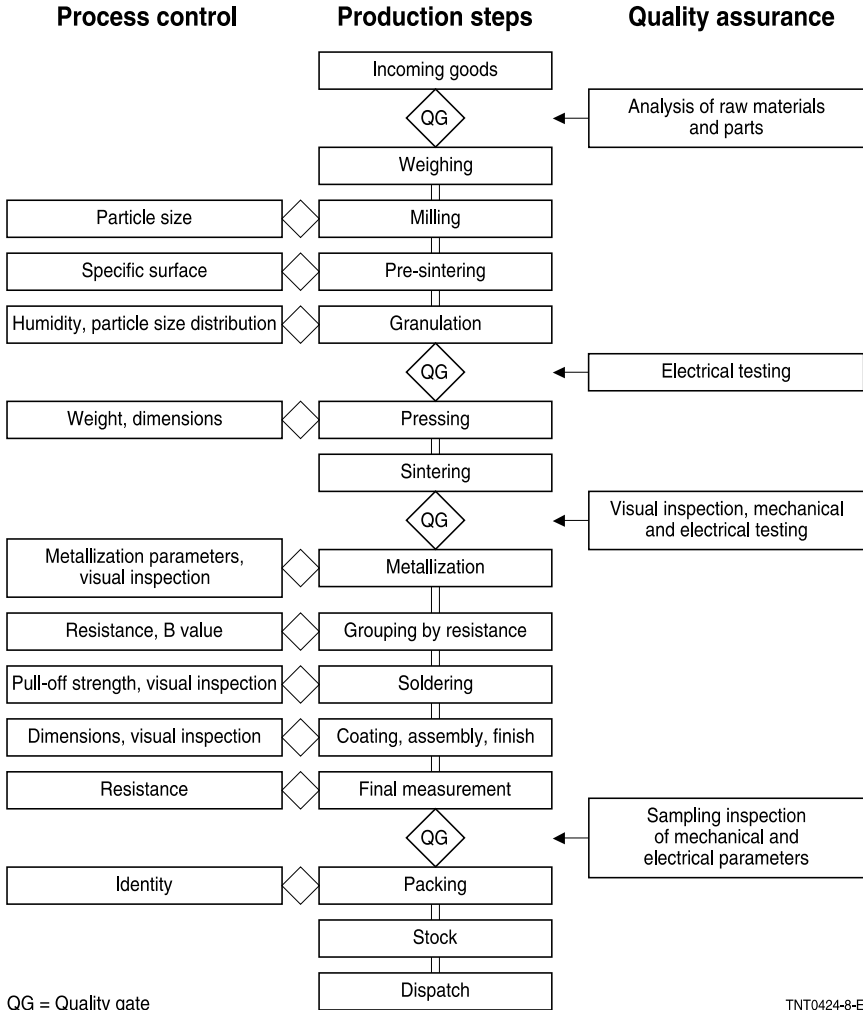 Process control
Production steps
Quality assurance
Incoming goods
QG
Analysis of raw materials
and parts
Weighing
Particle size
Milling
Specific surface
Pre-sintering
Humidity, particle size distribution
Granulation
QG
Electrical testing
Weight, dimensions
Pressing
Sintering
QG
Visual inspection, mechanical
and electrical testing
Metallization parameters,
visual inspection
Metallization
Resistance, B value
Grouping by resistance
Pull-off strength, visual inspection
Soldering
Dimensions, visual inspection
Coating, assembly, finish
Resistance
Final measurement
QG
Sampling inspection
of mechanical and
electrical parameters
Identity
Packing
Stock
Dispatch
QG = Quality gate
TNT0424-8-E